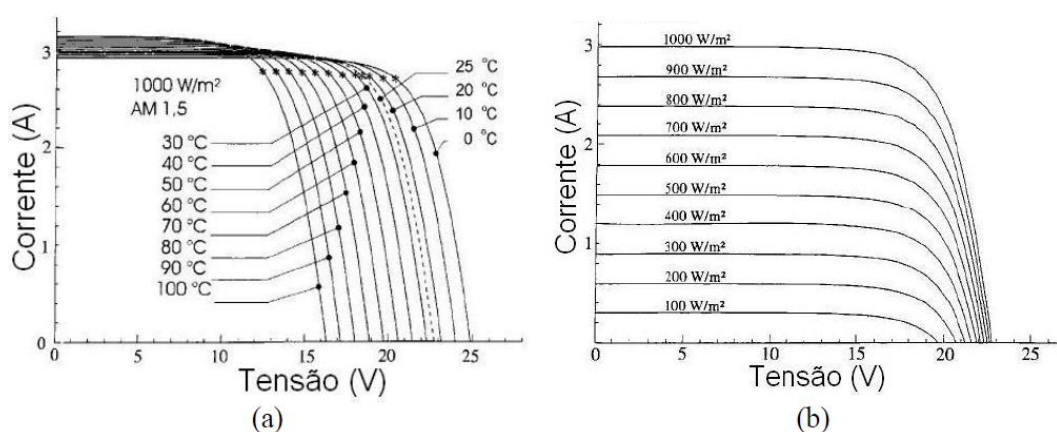 Corrente (A)
3
2
1
0
1000 W/m²
AM 1,5
30 °C
40 °C
50 °C
60 °C
70 °C
80 °C
90 °C
100 °C
25 °C
20 °C
10 °C
0 °C
0
5
10
15
20
25
Tensão (V)
(a)
Corrente (A)
3
2
1
1000 W/m²
900 W/m²
800 W/m²
700 W/m²
600 W/m²
500 W/m²
400 W/m²
300 W/m²
200 W/m²
100 W/m²
0
5
10
15
20
25
Tensão (V)
(b)